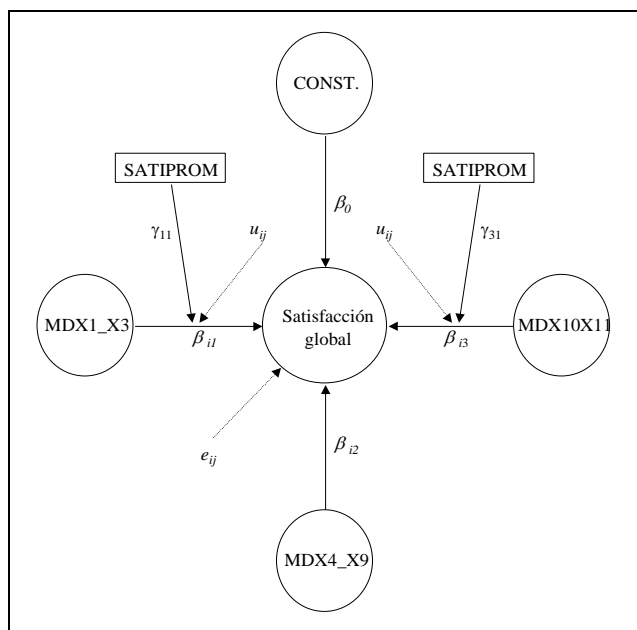 CONST.
SATIPROM
SATIPROM
β0
γ11
uij
uij
γ31
MDX1_X3
Satisfacción
global
MDX10X11
βi1
βi3
eij
βi2
MDX4_X9